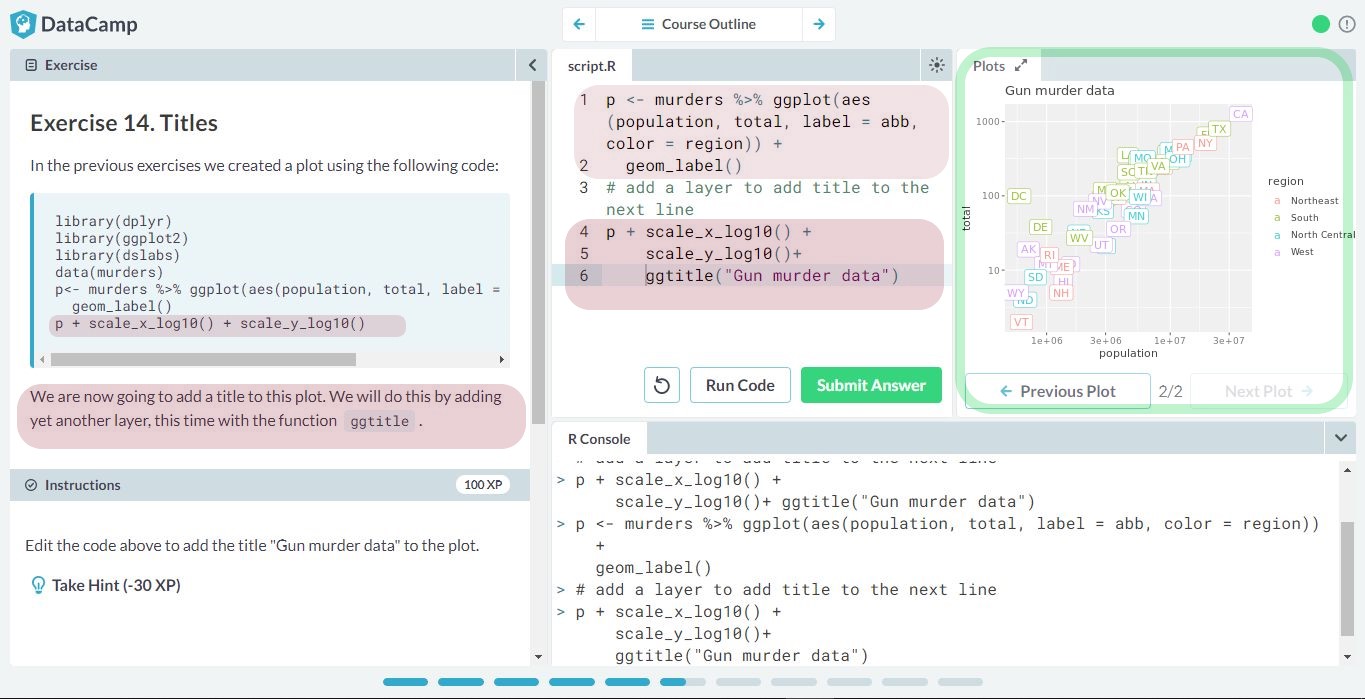 DataCamp
Course Outline
Exercise
Exercise 14. Titles
In the previous exercises we created a plot using the following code:
library(dplyr)
library(ggplot2)
library(dslabs)
data(murders)
p<- murders %>% ggplot(aes(population, total, label =
geom_label()
p + scale_x_log10() + scale_y_log10()
We are now going to add a title to this plot. We will do this by adding
yet another layer, this time with the function ggtitle .
Instructions
100 XP
Edit the code above to add the title "Gun murder data" to the plot.
Take Hint (-30 XP)
script.R
1 p <- murders %>% ggplot(aes
(population, total, label = abb,
color = region)) +
2 geom_label()
3 # add a layer to add title to the
next line
4 p + scale_x_log10() +
5 scale_y_log10()+
6 ggtitle("Gun murder data")
Run Code
Submit Answer
Plots
Gun murder data
CA
TX
PA NY
MO OH
VA
DC
OK
WI
NM KS
MN
DE
OR
WV
UT
AK
RI
ME
SD
HI
WY
NH
ND
VT
1000
100
10
total
1e+06 3e+06 1e+07 3e+07
population
region
a Northeast
a South
a North Central
a West
Previous Plot
2/2
Next Plot
R Console
# add a layer to add title to the next line
> p + scale_x_log10() +
scale_y_log10()+ ggtitle("Gun murder data")
> p <- murders %>% ggplot(aes(population, total, label = abb, color = region))
+
geom_label()
> # add a layer to add title to the next line
> p + scale_x_log10() +
scale_y_log10()+
ggtitle("Gun murder data")